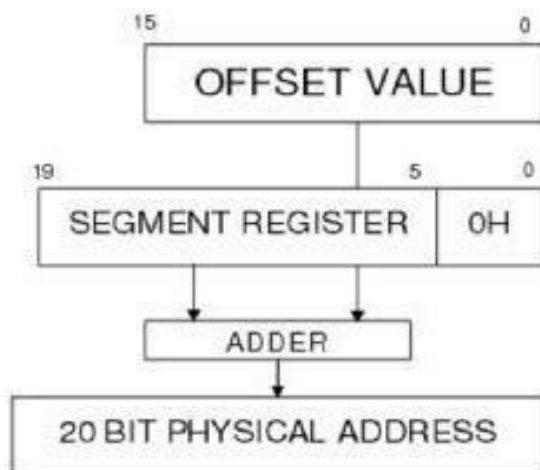 15 0
OFFSET VALUE
19 5 0
SEGMENT REGISTER 0H
ADDER
20 BIT PHYSICAL ADDRESS